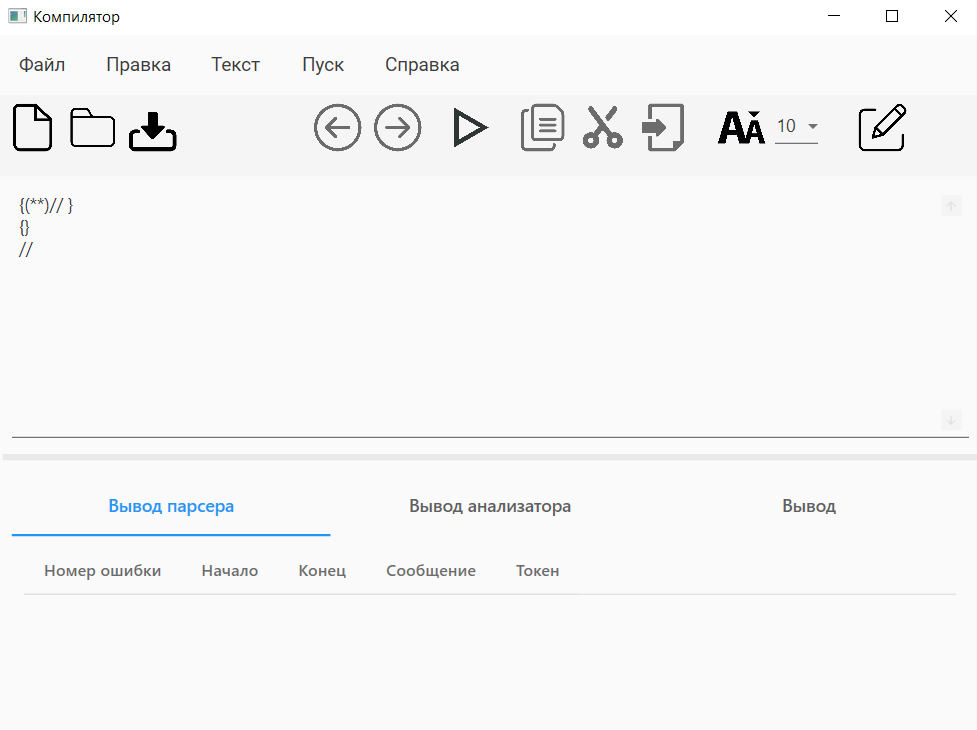 Компилятор
Файл Правка Текст Пуск Справка
10
{(**)// }
{}
//
Вывод парсера Вывод анализатора Вывод
Номер ошибки Начало Конец Сообщение Токен